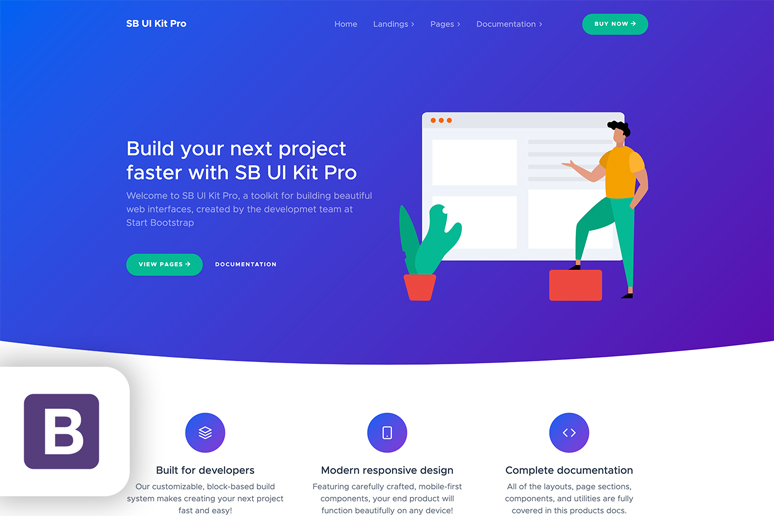 SB UI Kit Pro
Home Landings › Pages › Documentation ›
BUY NOW →
Build your next project
faster with SB UI Kit Pro
Welcome to SB UI Kit Pro, a toolkit for building beautiful
web interfaces, created by the developmet team at
Start Bootstrap
VIEW PAGES →
DOCUMENTATION
B
Built for developers
Our customizable, block-based build
system makes creating your next project
fast and easy!
Modern responsive design
Featuring carefully crafted, mobile-first
components, your end product will
function beautifully on any device!
Complete documentation
All of the layouts, page sections,
components, and utilities are fully
covered in this products docs.